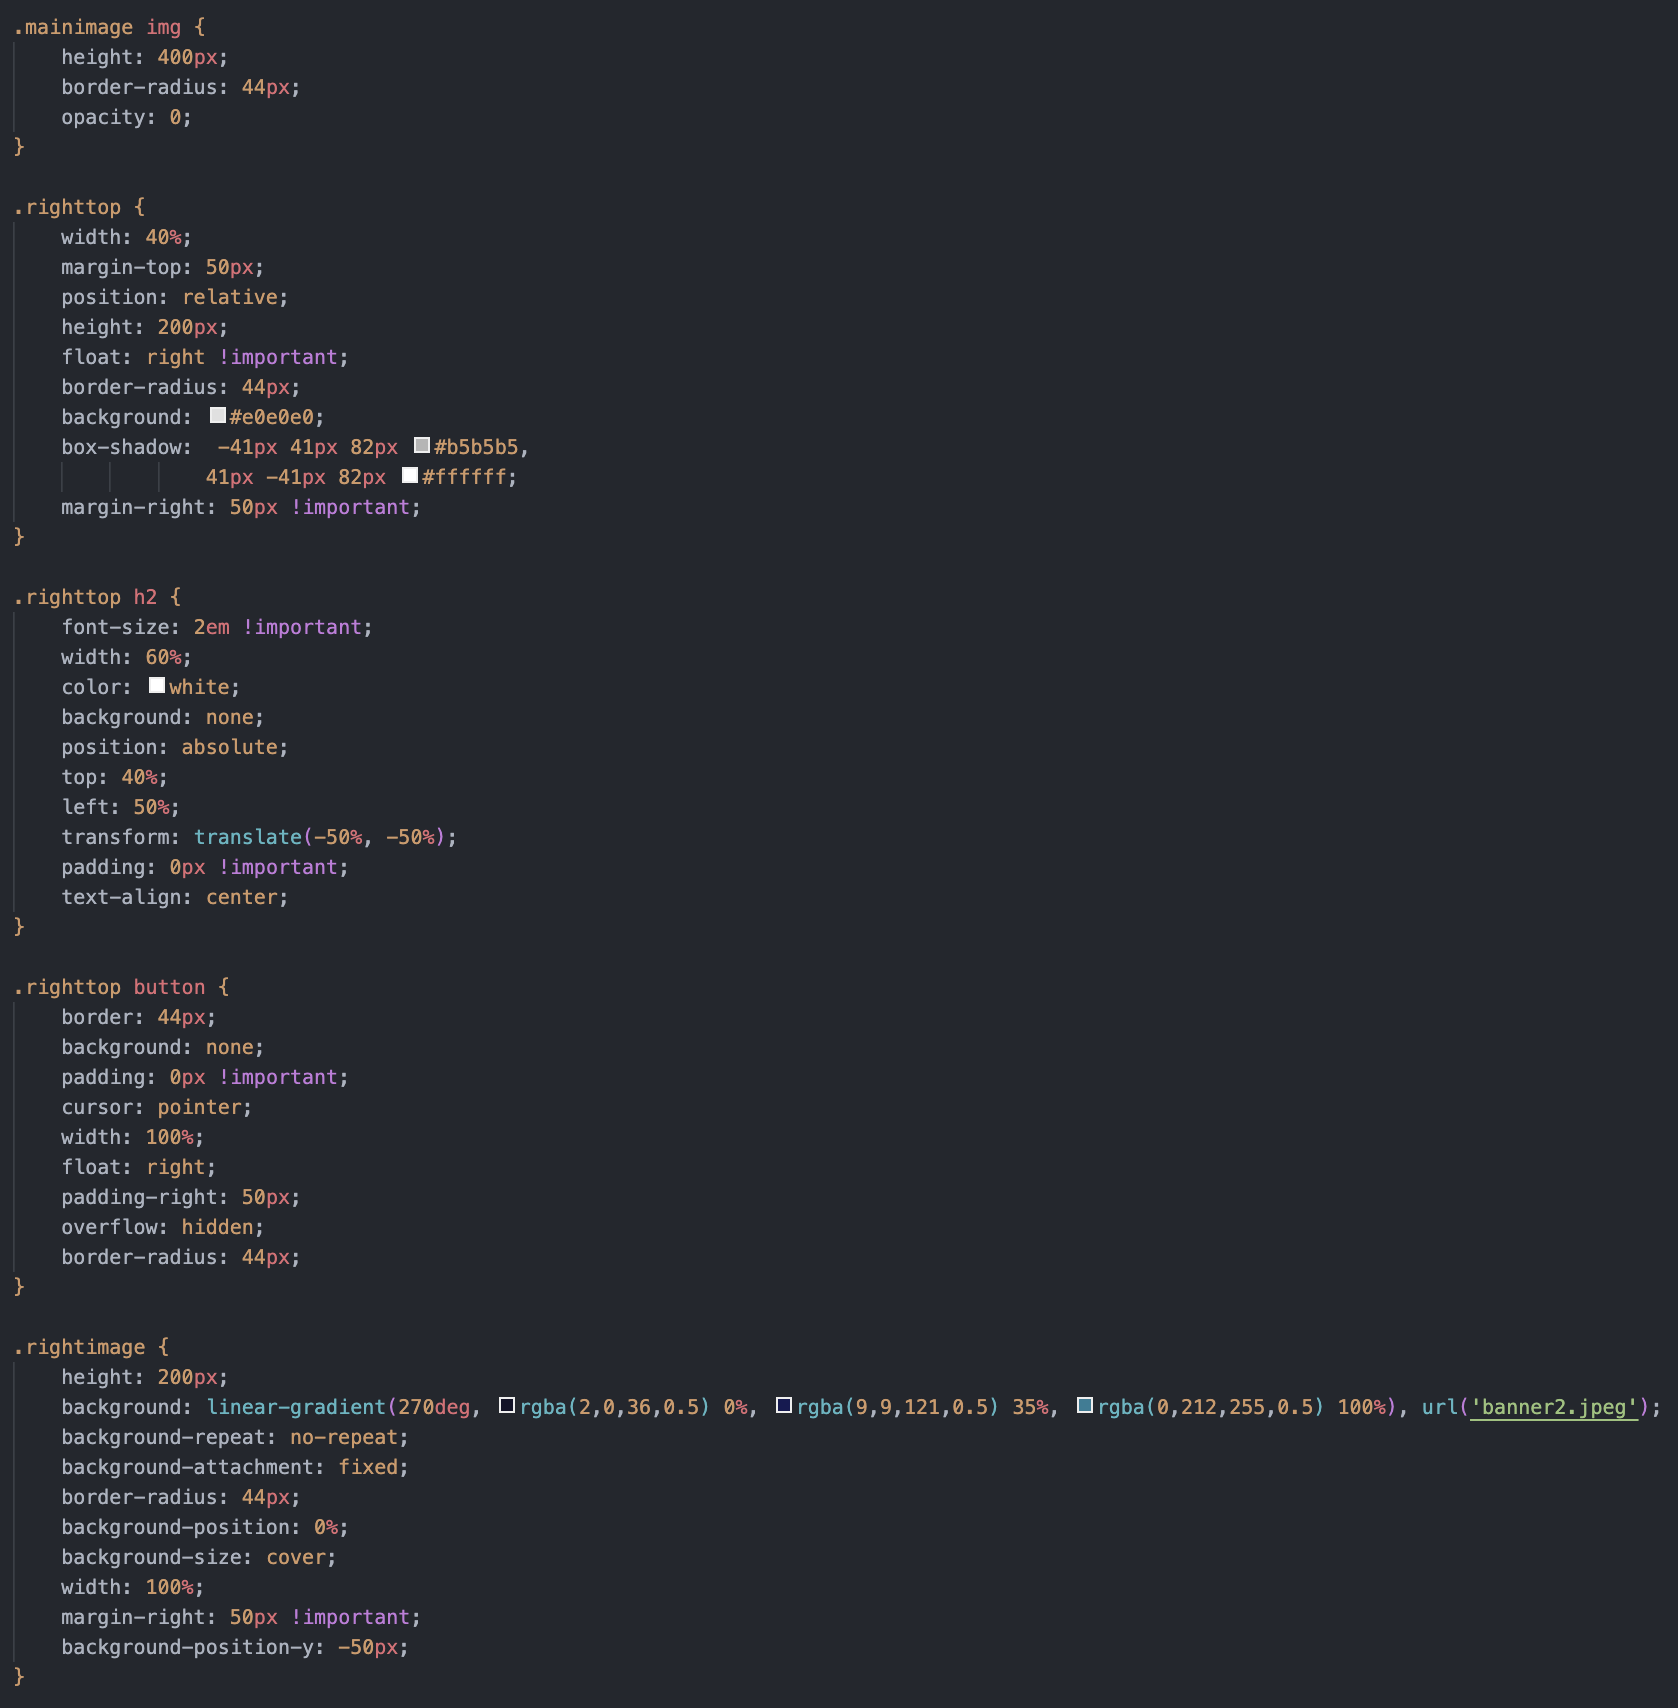 .mainimage img {
    height: 400px;
    border-radius: 44px;
    opacity: 0;
}

.righttop {
    width: 40%;
    margin-top: 50px;
    position: relative;
    height: 200px;
    float: right !important;
    border-radius: 44px;
    background: #e0e0e0;
    box-shadow:  -41px 41px 82px #b5b5b5,
            41px -41px 82px #ffffff;
    margin-right: 50px !important;
}

.righttop h2 {
    font-size: 2em !important;
    width: 60%;
    color: white;
    background: none;
    position: absolute;
    top: 40%;
    left: 50%;
    transform: translate(-50%, -50%);
    padding: 0px !important;
    text-align: center;
}

.righttop button {
    border: 44px;
    background: none;
    padding: 0px !important;
    cursor: pointer;
    width: 100%;
    float: right;
    padding-right: 50px;
    overflow: hidden;
    border-radius: 44px;
}

.rightimage {
    height: 200px;
    background: linear-gradient(270deg, rgba(2,0,36,0.5) 0%, rgba(9,9,121,0.5) 35%, rgba(0,212,255,0.5) 100%), url('banner2.jpeg');
    background-repeat: no-repeat;
    background-attachment: fixed;
    border-radius: 44px;
    background-position: 0%;
    background-size: cover;
    width: 100%;
    margin-right: 50px !important;
    background-position-y: -50px;
}